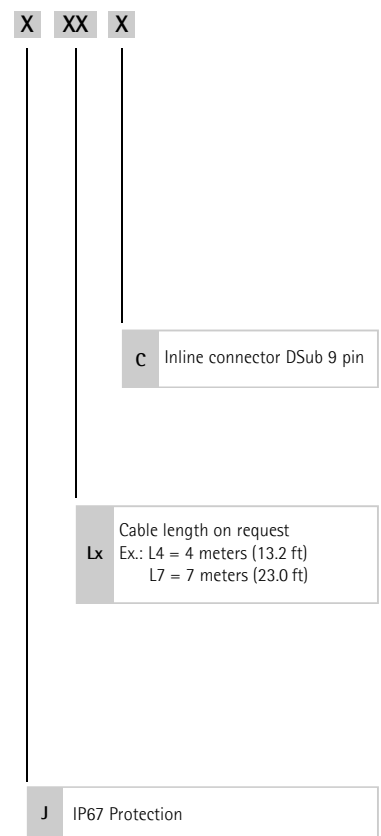 X XX X
C Inline connector DSub 9 pin
Cable length on request
Lx Ex.: L4 = 4 meters (13.2 ft)
L7 = 7 meters (23.0 ft)
J IP67 Protection